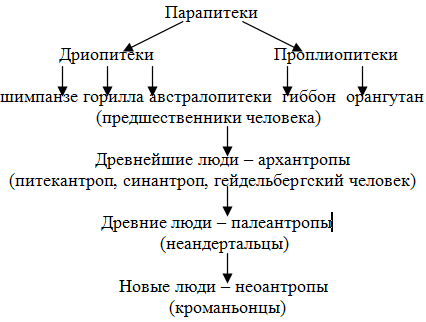 Парапитеки
Дриопитеки Проплиопитеки
шимпанзе горилла австралопитеки гиббон орангутан
(предшественники человека)
Древнейшие люди – архантропы
(питекантроп, синантроп, гейдельбергский человек)
Древние люди – палеантропы
(неандертальцы)
Новые люди – неоантропы
(кроманьонцы)